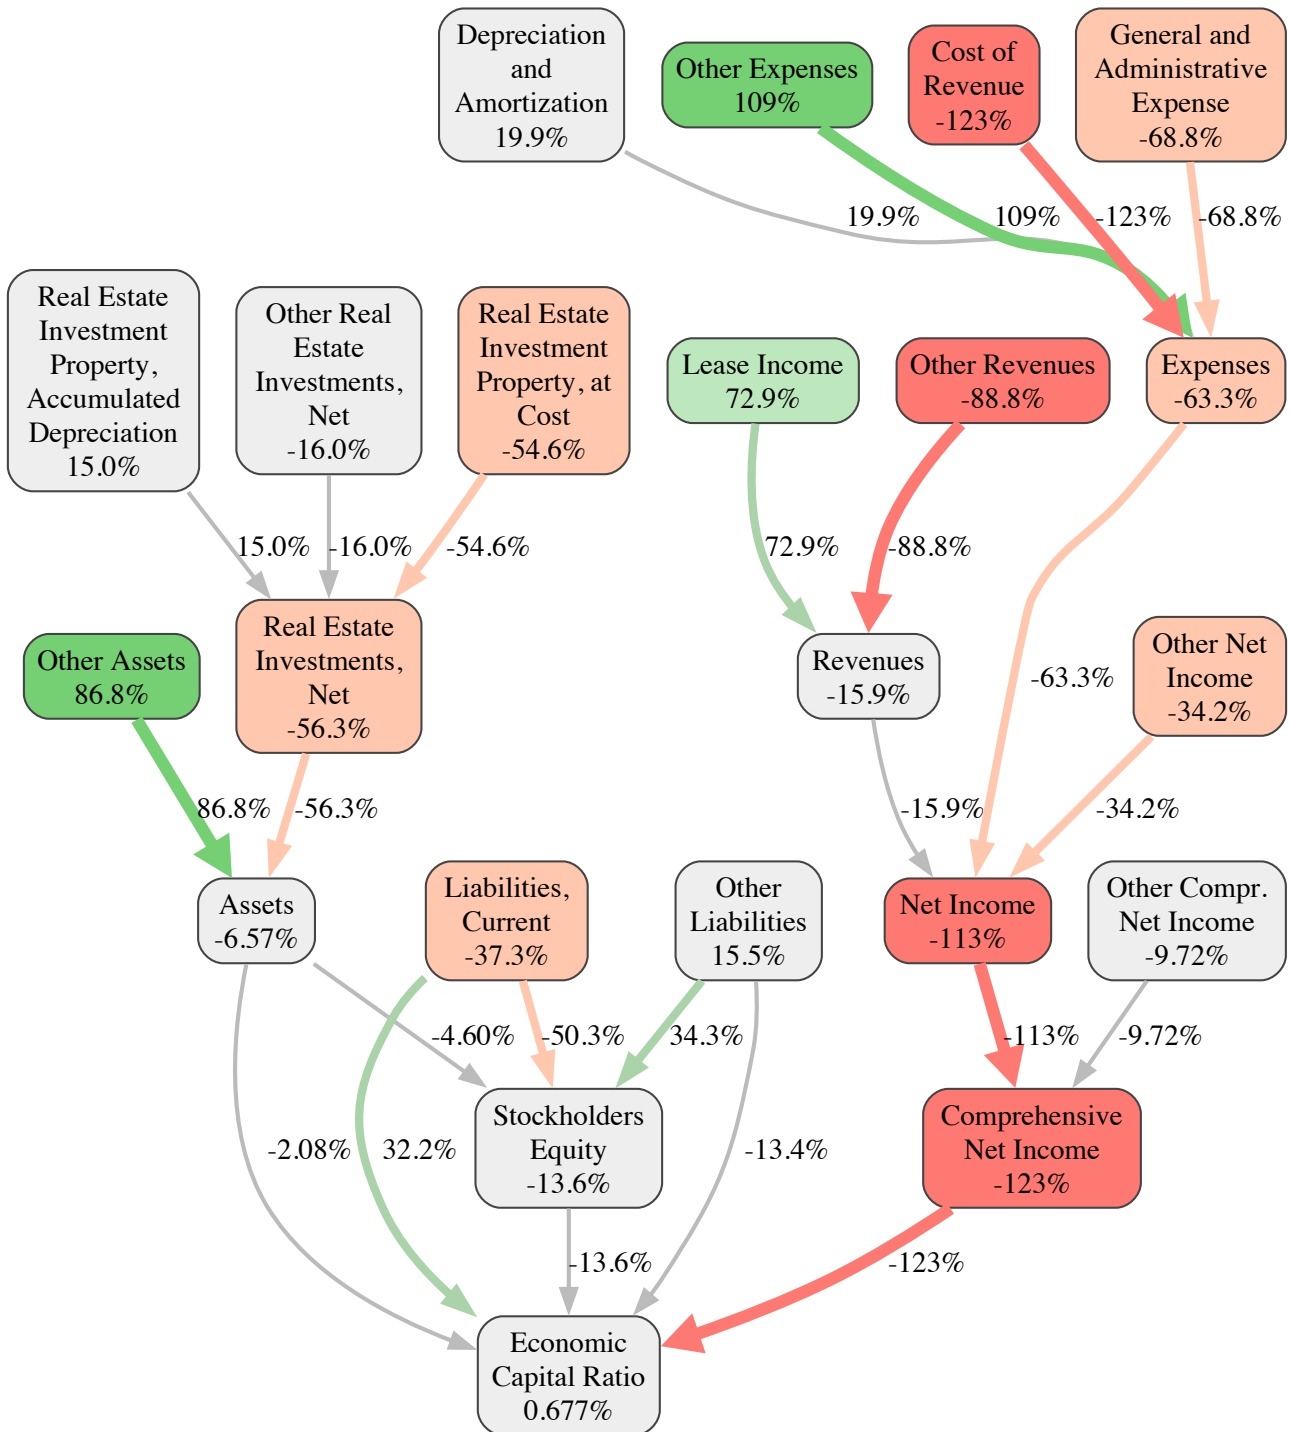 Depreciation
and
Amortization
19.9%
Other Expenses
109%
Cost of
Revenue
-123%
General and
Administrative
Expense
-68.8%
19.9%
109%
-123%
-68.8%
Real Estate
Investment
Property,
Accumulated
Depreciation
15.0%
Other Real
Estate
Investments,
Net
-16.0%
Real Estate
Investment
Property, at
Cost
-54.6%
Lease Income
72.9%
Other Revenues
-88.8%
Expenses
-63.3%
15.0%
-16.0%
-54.6%
72.9%
-88.8%
Other Assets
86.8%
Real Estate
Investments,
Net
-56.3%
Revenues
-15.9%
-63.3%
Other Net
Income
-34.2%
86.8%
-56.3%
-15.9%
-34.2%
Assets
-6.57%
Liabilities,
Current
-37.3%
Other
Liabilities
15.5%
Net Income
-113%
Other Compr.
Net Income
-9.72%
-4.60%
-50.3%
34.3%
-113%
-9.72%
-2.08%
32.2%
Stockholders
Equity
-13.6%
-13.4%
Comprehensive
Net Income
-123%
-13.6%
-123%
Economic
Capital Ratio
0.677%